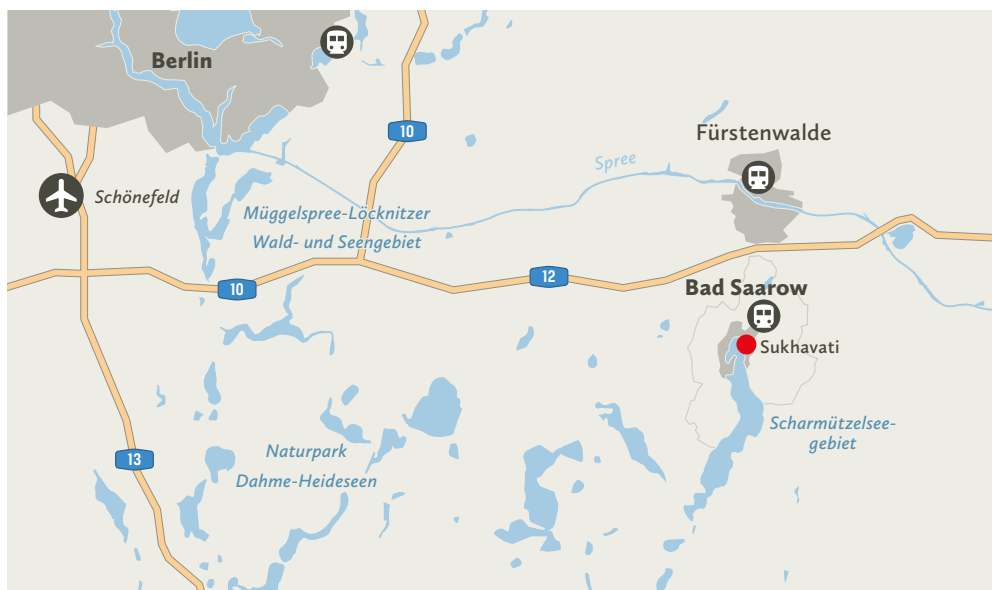 Berlin
10
Fürstenwalde
Spree
Schönefeld
Müggelspree-Löcknitzer
Wald- und Seengebiet
12
10
Bad Saarow
Sukhavati
Scharmützelsee-
gebiet
Naturpark
Dahme-Heideseen
13